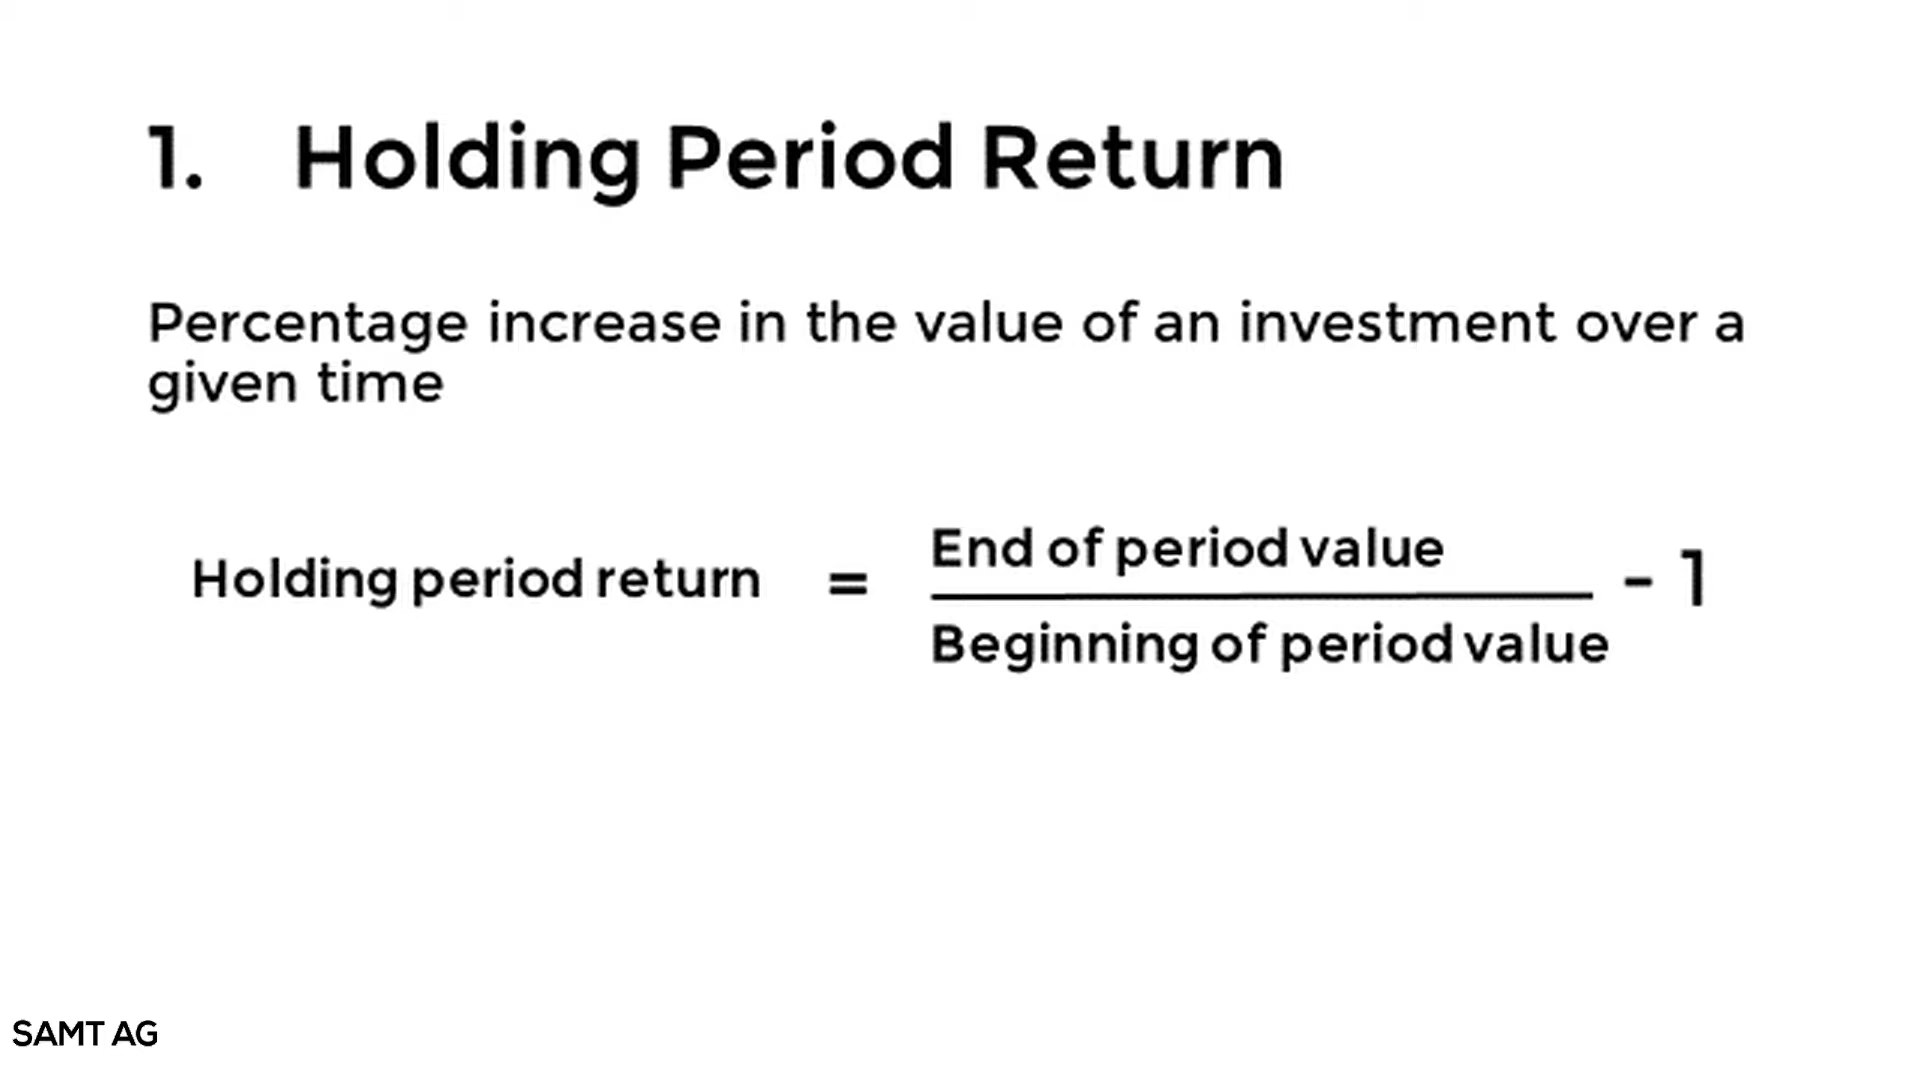 1. Holding Period Return
Percentage increase in the value of an investment over a
given time
Holding period return = End of period value - 1
Beginning of period value
SAMT AG